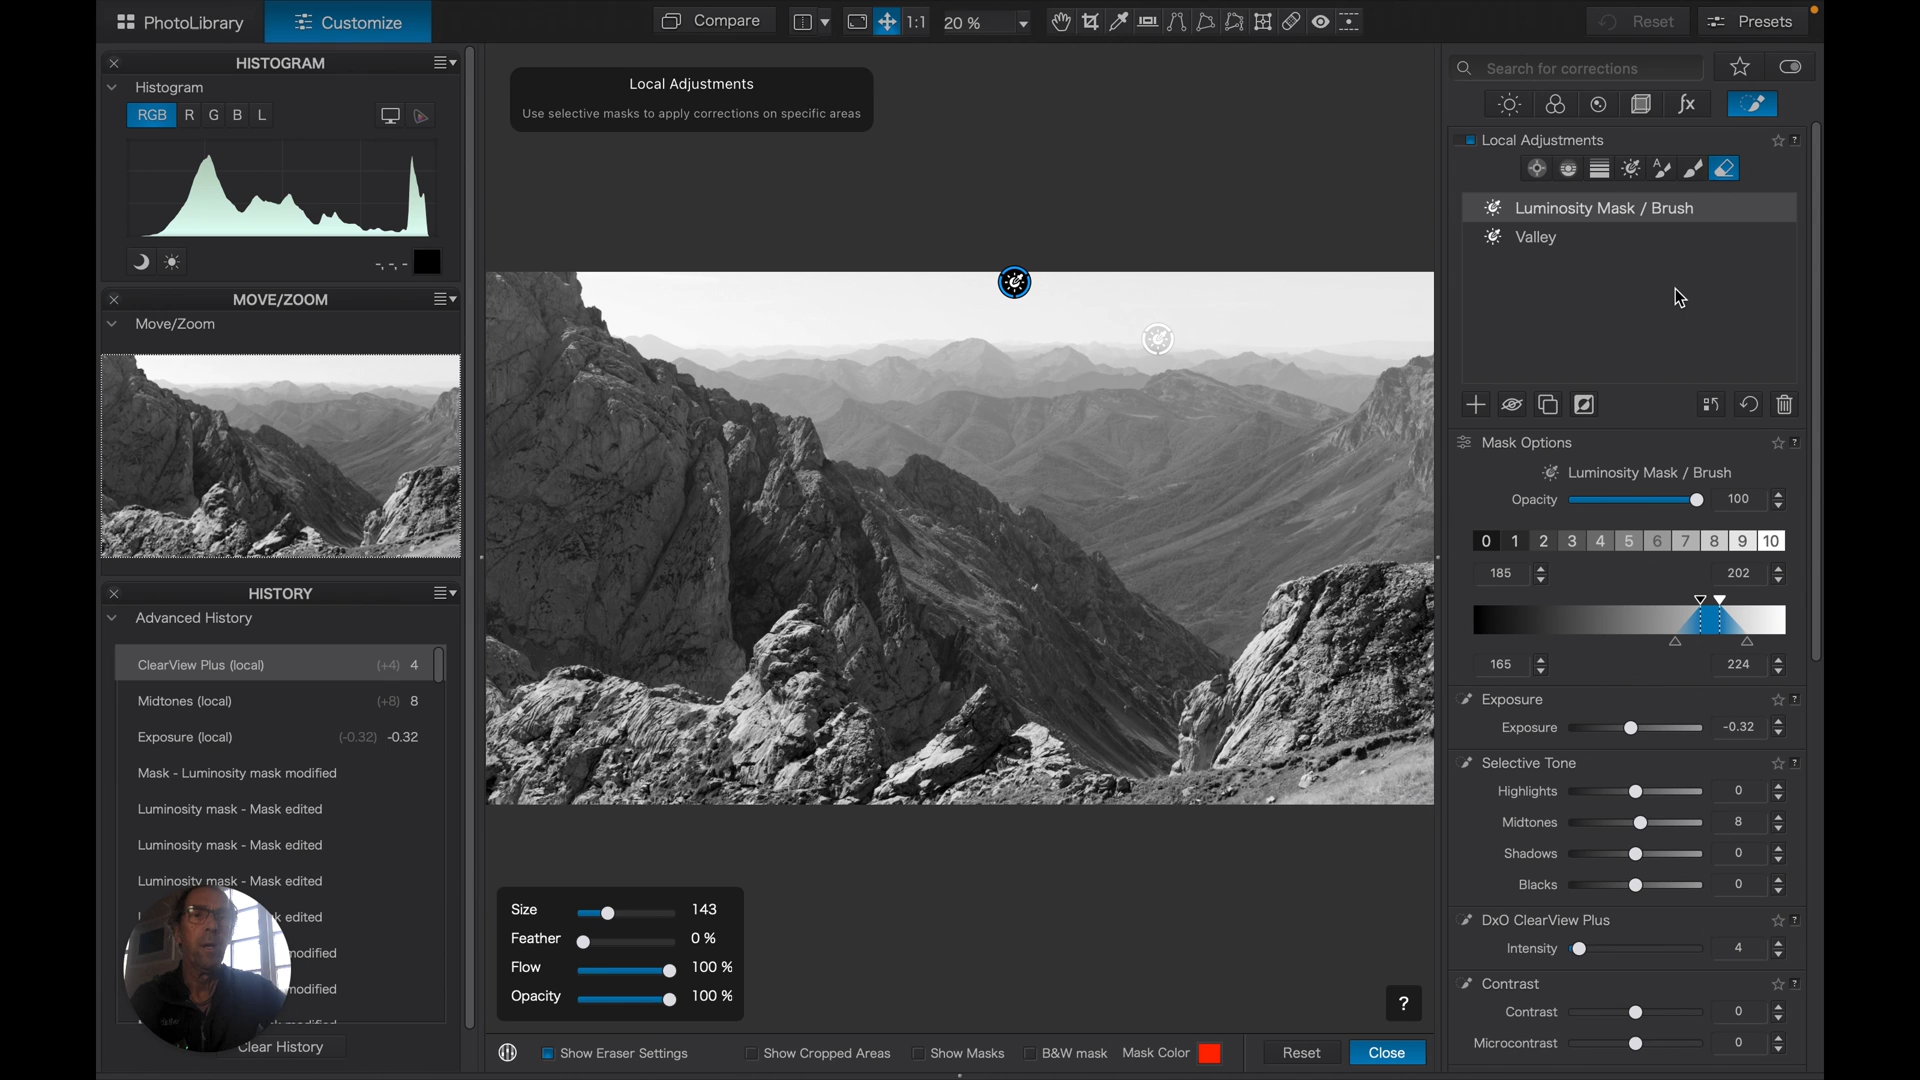 PhotoLibrary
Customize
Compare
1:1
20 %
Reset
Presets
HISTOGRAM
Histogram
RGB R G B L
-, -, -
MOVE/ZOOM
Move/Zoom
HISTORY
Advanced History
ClearView Plus (local) (+4) 4
Midtones (local) (+8) 8
Exposure (local) (-0.32) -0.32
Mask - Luminosity mask modified
Luminosity mask - Mask edited
Luminosity mask - Mask edited
Luminosity mask - Mask edited
k edited
modified
modified
Clear History
Local Adjustments
Use selective masks to apply corrections on specific areas
Size 143
Feather 0 %
Flow 100 %
Opacity 100 %
?
Show Eraser Settings
Show Cropped Areas
Show Masks
B&W mask
Mask Color
Reset
Close
Search for corrections
fx
Local Adjustments ?
Luminosity Mask / Brush
Valley
Mask Options ?
Luminosity Mask / Brush
Opacity 100
0 1 2 3 4 5 6 7 8 9 10
185 202
165 224
Exposure ?
Exposure -0.32
Selective Tone ?
Highlights 0
Midtones 8
Shadows 0
Blacks 0
DxO ClearView Plus ?
Intensity 4
Contrast ?
Contrast 0
Microcontrast 0